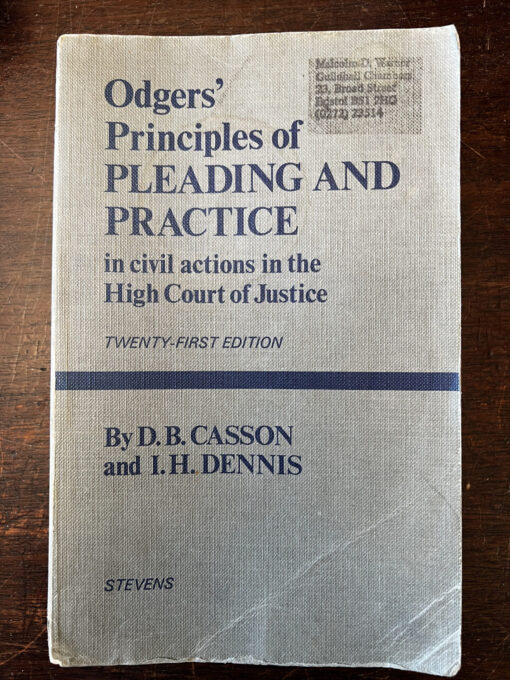 Malcolm D. Warner
Guildhall Chambers
23, Broad Street
Bristol BS1 2HG
(0272) 23514
Odgers’
Principles of
PLEADING AND
PRACTICE
in civil actions in the
High Court of Justice
TWENTY-FIRST EDITION
By D. B. CASSON
and I. H. DENNIS
STEVENS